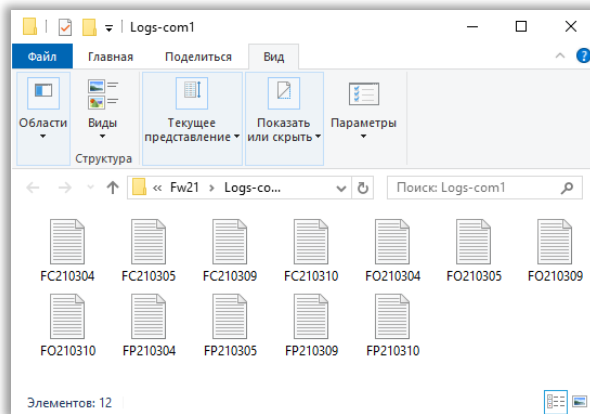 Logs-com1
Файл Главная Поделиться Вид
Области Виды Текущее представление Показать или скрыть Параметры
Структура
« Fw21 › Logs-co... Поиск: Logs-com1
FC210304 FC210305 FC210309 FC210310 FO210304 FO210305 FO210309
FO210310 FP210304 FP210305 FP210309 FP210310
Элементов: 12